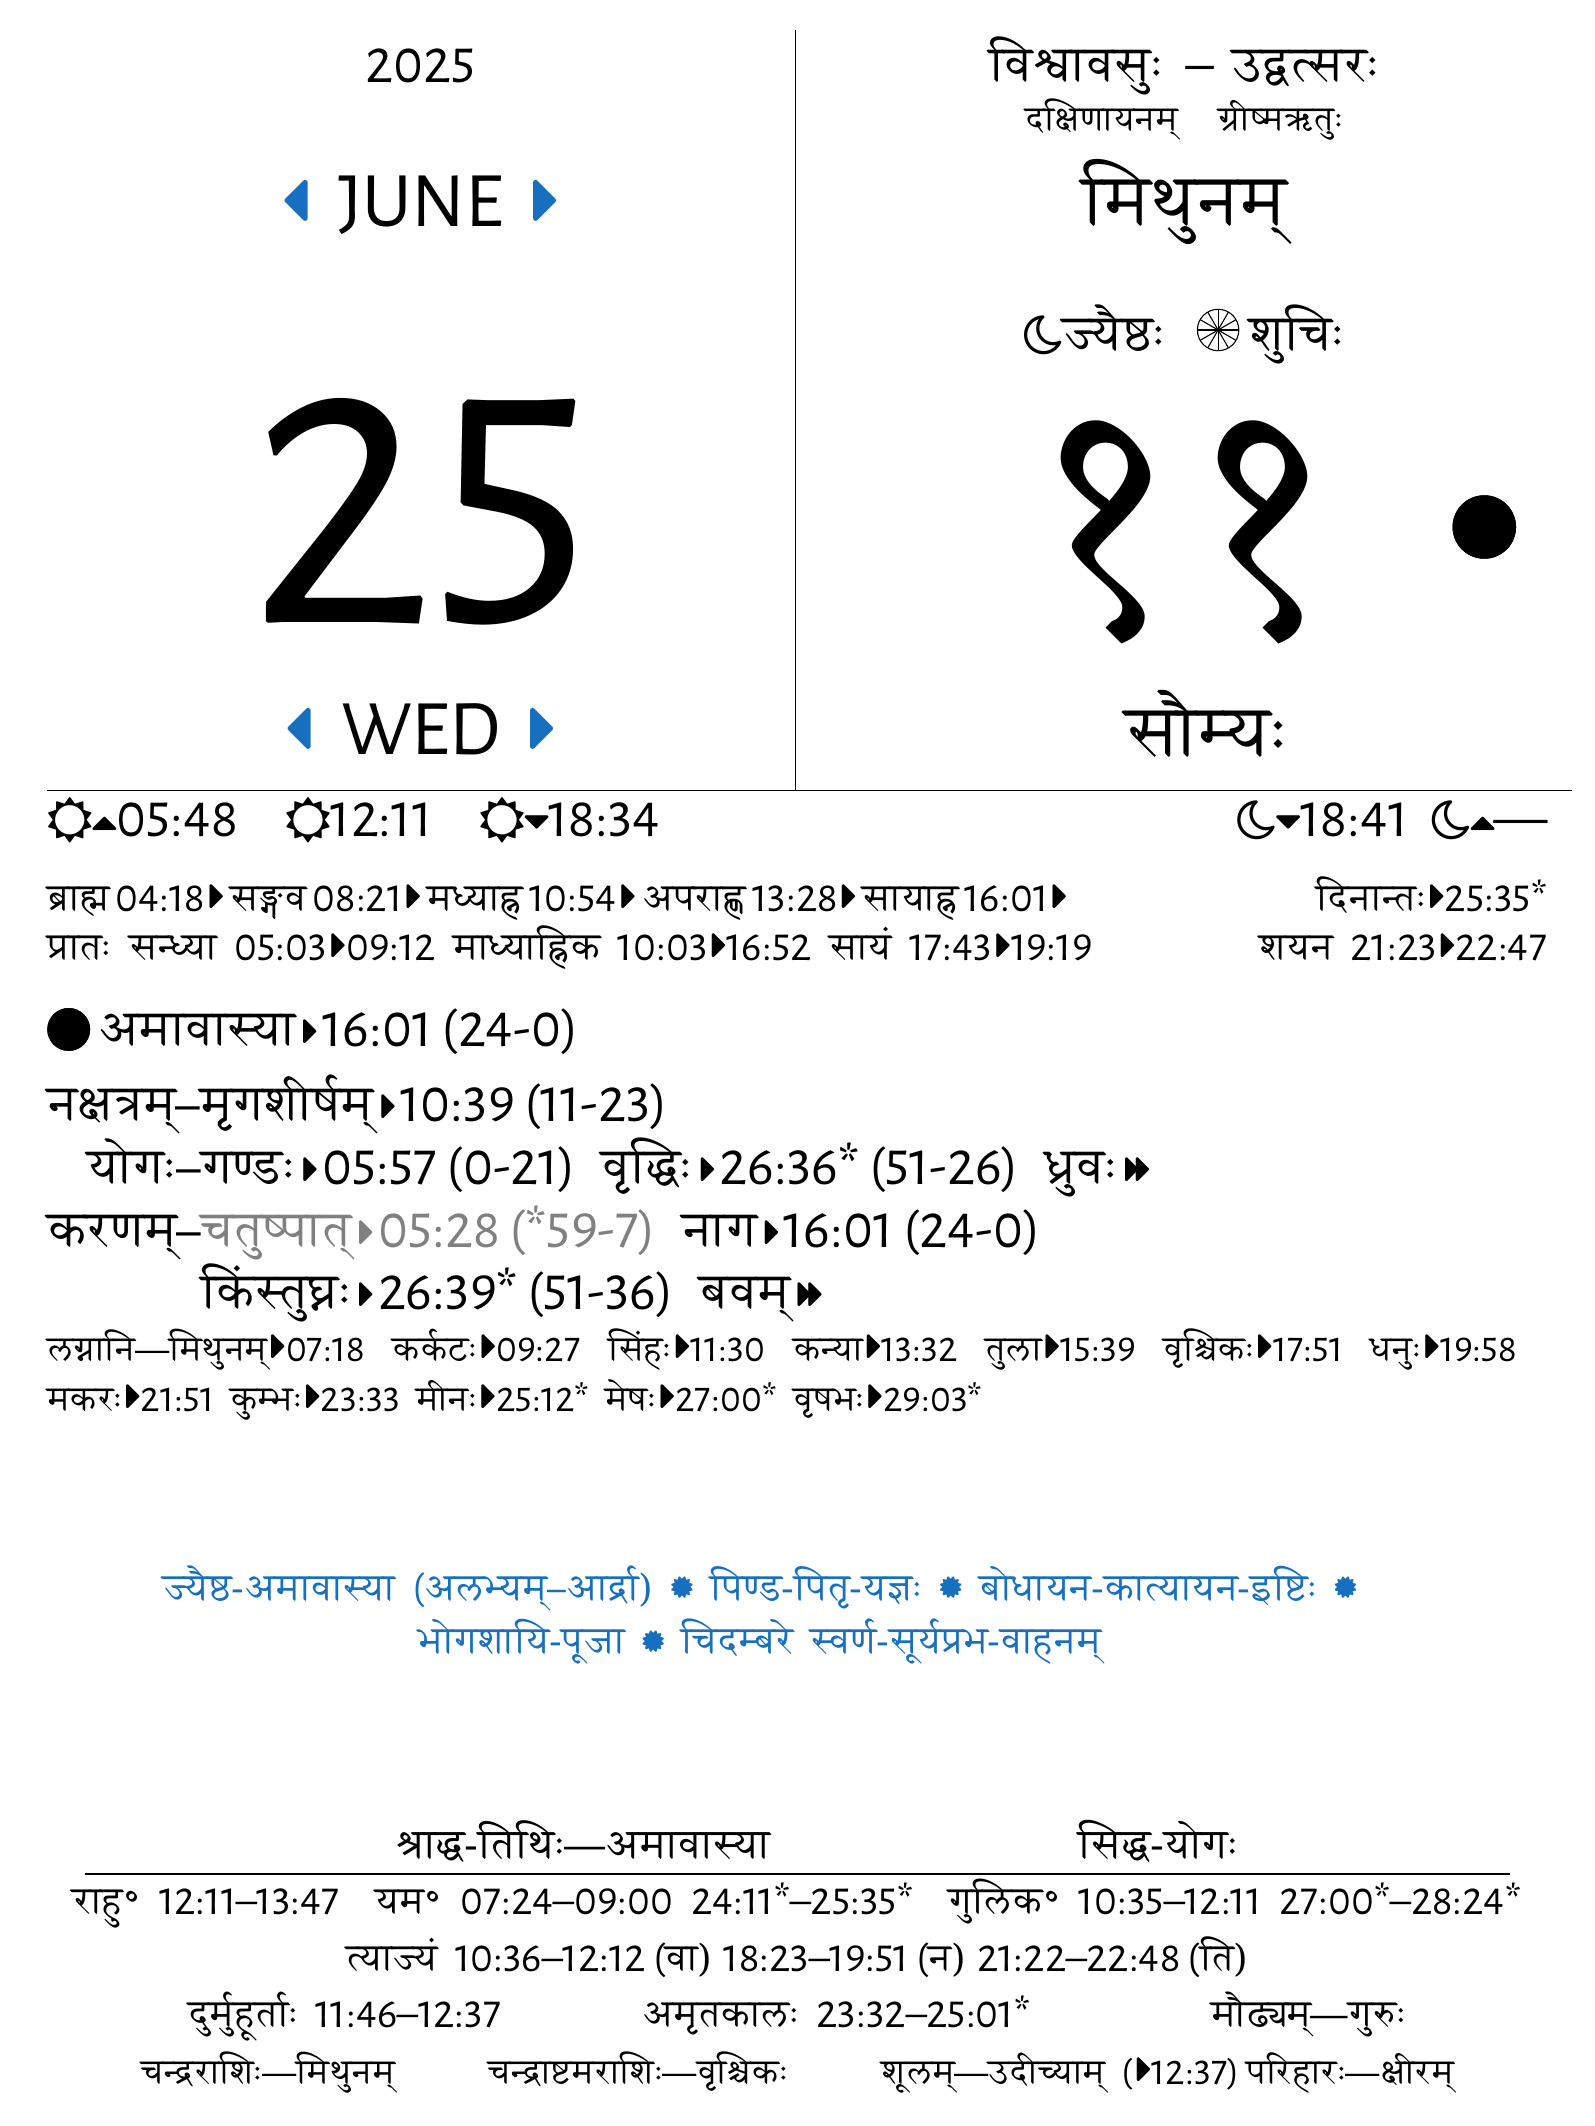 2025
JUNE
25
WED
विश्वावसुः – उद्वत्सरः
दक्षिणायनम् ग्रीष्मऋतुः
मिथुनम्
ज्यैष्ठः शुचिः
११
सौम्यः
05:48 12:11 18:34 18:41 —
ब्राह्म 04:18 सङ्गव 08:21 मध्याह्न 10:54 अपराह्ण 13:28 सायाह्न 16:01 दिनान्तः 25:35*
प्रातः सन्ध्या 05:03 09:12 माध्याह्निक 10:03 16:52 सायं 17:43 19:19 शयन 21:23 22:47
अमावास्या 16:01 (24-0)
नक्षत्रम्–मृगशीर्षम् 10:39 (11-23)
योगः–गण्डः 05:57 (0-21) वृद्धिः 26:36* (51-26) ध्रुवः
करणम्–चतुष्पात् 05:28 (*59-7) नाग 16:01 (24-0)
किंस्तुघ्नः 26:39* (51-36) बवम्
लग्नानि—मिथुनम् 07:18 कर्कटः 09:27 सिंहः 11:30 कन्या 13:32 तुला 15:39 वृश्चिकः 17:51 धनुः 19:58
मकरः 21:51 कुम्भः 23:33 मीनः 25:12* मेषः 27:00* वृषभः 29:03*
ज्यैष्ठ-अमावास्या (अलभ्यम्–आर्द्रा) ✹ पिण्ड-पितृ-यज्ञः ✹ बोधायन-कात्यायन-इष्टिः ✹
भोगशायि-पूजा ✹ चिदम्बरे स्वर्ण-सूर्यप्रभ-वाहनम्
श्राद्ध-तिथिः—अमावास्या सिद्ध-योगः
राहु॰ 12:11–13:47 यम॰ 07:24–09:00 24:11*–25:35* गुलिक॰ 10:35–12:11 27:00*–28:24*
त्याज्यं 10:36–12:12 (वा) 18:23–19:51 (न) 21:22–22:48 (ति)
दुर्मुहूर्ताः 11:46–12:37 अमृतकालः 23:32–25:01* मौढ्यम्—गुरुः
चन्द्रराशिः—मिथुनम् चन्द्राष्टमराशिः—वृश्चिकः शूलम्—उदीच्याम् (12:37) परिहारः—क्षीरम्